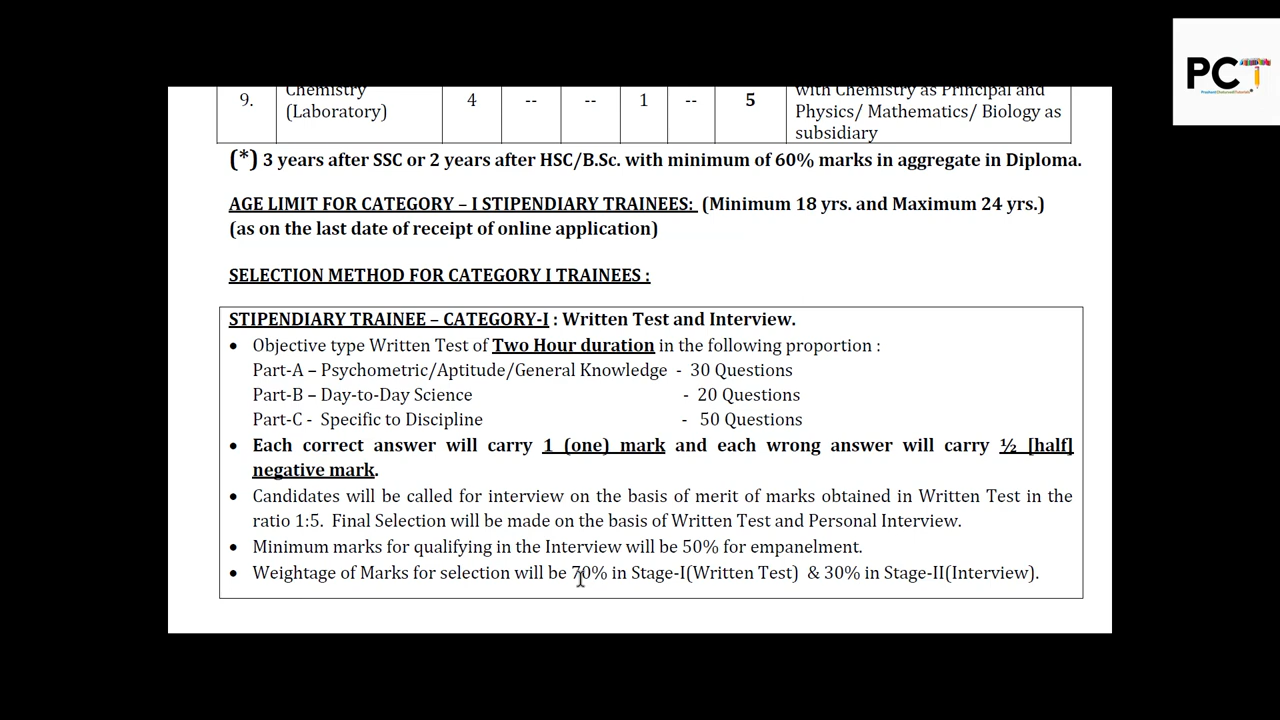 PCT
Chemistry with Chemistry as Principal and
9. (Laboratory) 4 -- -- 1 -- 5 Physics/ Mathematics/ Biology as
subsidiary
(*) 3 years after SSC or 2 years after HSC/B.Sc. with minimum of 60% marks in aggregate in Diploma.
AGE LIMIT FOR CATEGORY – I STIPENDIARY TRAINEES: (Minimum 18 yrs. and Maximum 24 yrs.)
(as on the last date of receipt of online application)
SELECTION METHOD FOR CATEGORY I TRAINEES :
STIPENDIARY TRAINEE – CATEGORY-I : Written Test and Interview.
• Objective type Written Test of Two Hour duration in the following proportion :
Part-A – Psychometric/Aptitude/General Knowledge - 30 Questions
Part-B – Day-to-Day Science - 20 Questions
Part-C - Specific to Discipline - 50 Questions
• Each correct answer will carry 1 (one) mark and each wrong answer will carry ½ [half]
negative mark.
• Candidates will be called for interview on the basis of merit of marks obtained in Written Test in the
ratio 1:5. Final Selection will be made on the basis of Written Test and Personal Interview.
• Minimum marks for qualifying in the Interview will be 50% for empanelment.
• Weightage of Marks for selection will be 70% in Stage-I(Written Test) & 30% in Stage-II(Interview).